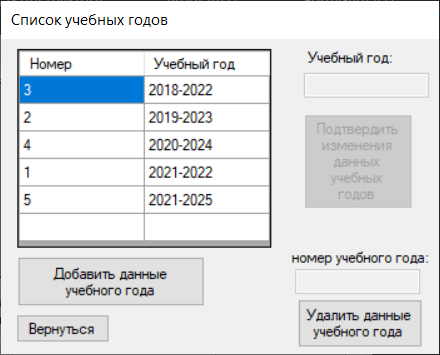 Список учебных годов
Номер Учебный год
3 2018-2022
2 2019-2023
4 2020-2024
1 2021-2022
5 2021-2025
Учебный год:
Подтвердить
изменения
данных
учебных
годов
Добавить данные
учебного года
Вернуться
номер учебного года:
Удалить данные
учебного года